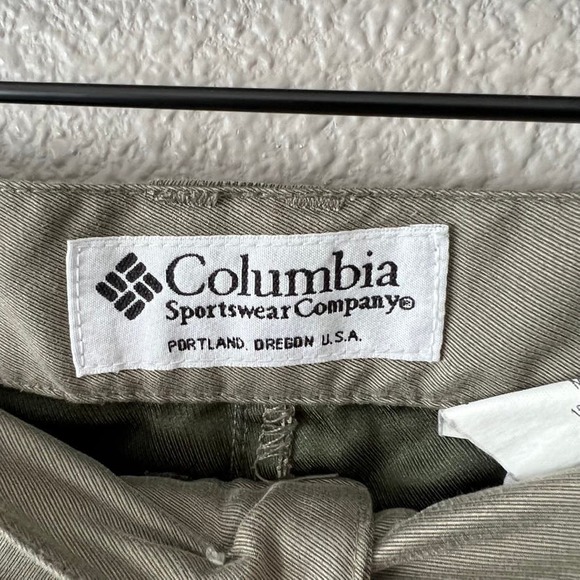 Columbia
Sportswear Company®
PORTLAND, OREGON U.S.A.